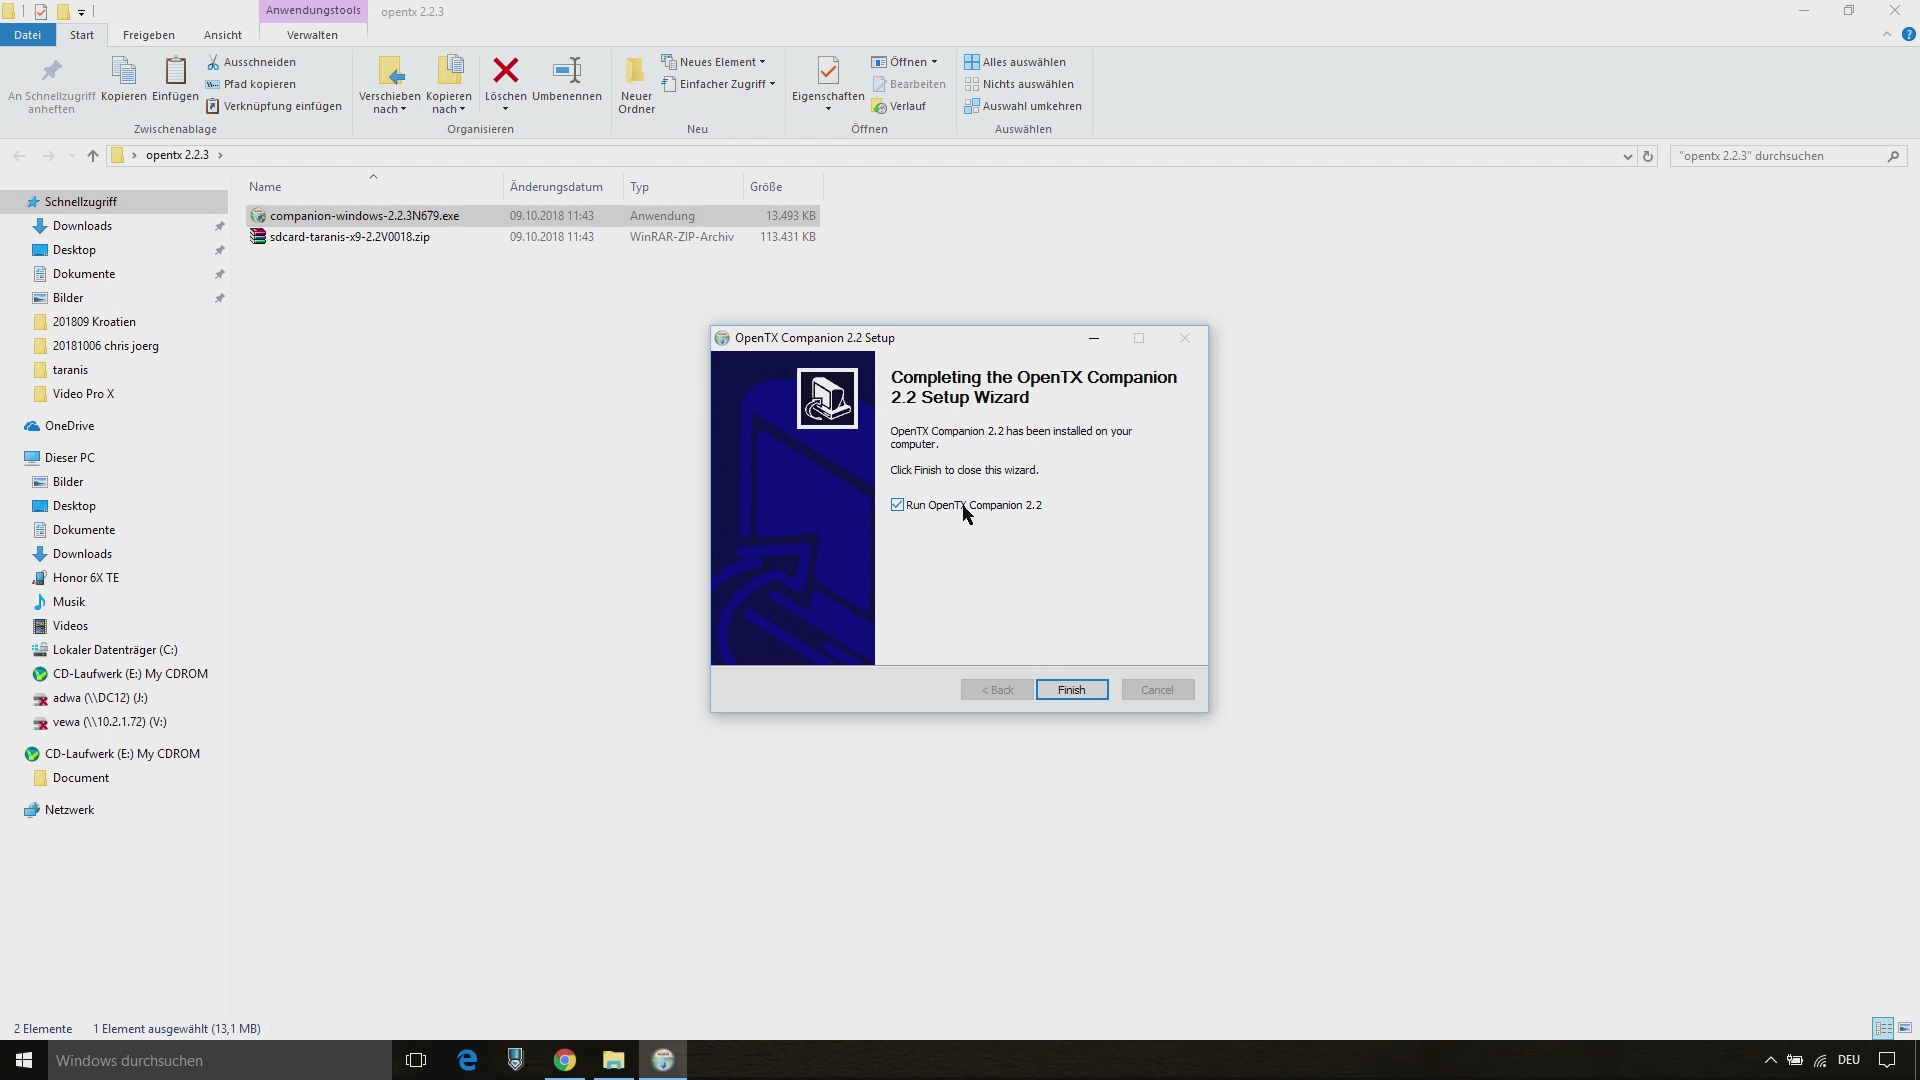 Anwendungstools
opentx 2.2.3
Datei
Start
Freigeben
Ansicht
Verwalten
An Schnellzugriff
anheften
Kopieren
Einfügen
Ausschneiden
Pfad kopieren
Verknüpfung einfügen
Zwischenablage
Verschieben
nach
Kopieren
nach
Löschen
Umbenennen
Organisieren
Neuer
Ordner
Neues Element
Einfacher Zugriff
Neu
Eigenschaften
Öffnen
Bearbeiten
Verlauf
Öffnen
Alles auswählen
Nichts auswählen
Auswahl umkehren
Auswählen
opentx 2.2.3
"opentx 2.2.3" durchsuchen
Name
Änderungsdatum
Typ
Größe
companion-windows-2.2.3N679.exe 09.10.2018 11:43 Anwendung 13.493 KB
sdcard-taranis-x9-2.2V0018.zip 09.10.2018 11:43 WinRAR-ZIP-Archiv 113.431 KB
Schnellzugriff
Downloads
Desktop
Dokumente
Bilder
201809 Kroatien
20181006 chris joerg
taranis
Video Pro X
OneDrive
Dieser PC
Bilder
Desktop
Dokumente
Downloads
Honor 6X TE
Musik
Videos
Lokaler Datenträger (C:)
CD-Laufwerk (E:) My CDROM
adwa (\\DC12) (J:)
vewa (\\10.2.1.72) (V:)
CD-Laufwerk (E:) My CDROM
Document
Netzwerk
OpenTX Companion 2.2 Setup
Completing the OpenTX Companion
2.2 Setup Wizard
OpenTX Companion 2.2 has been installed on your
computer.
Click Finish to close this wizard.
Run OpenTX Companion 2.2
< Back
Finish
Cancel
2 Elemente
1 Element ausgewählt (13,1 MB)
Windows durchsuchen
DEU